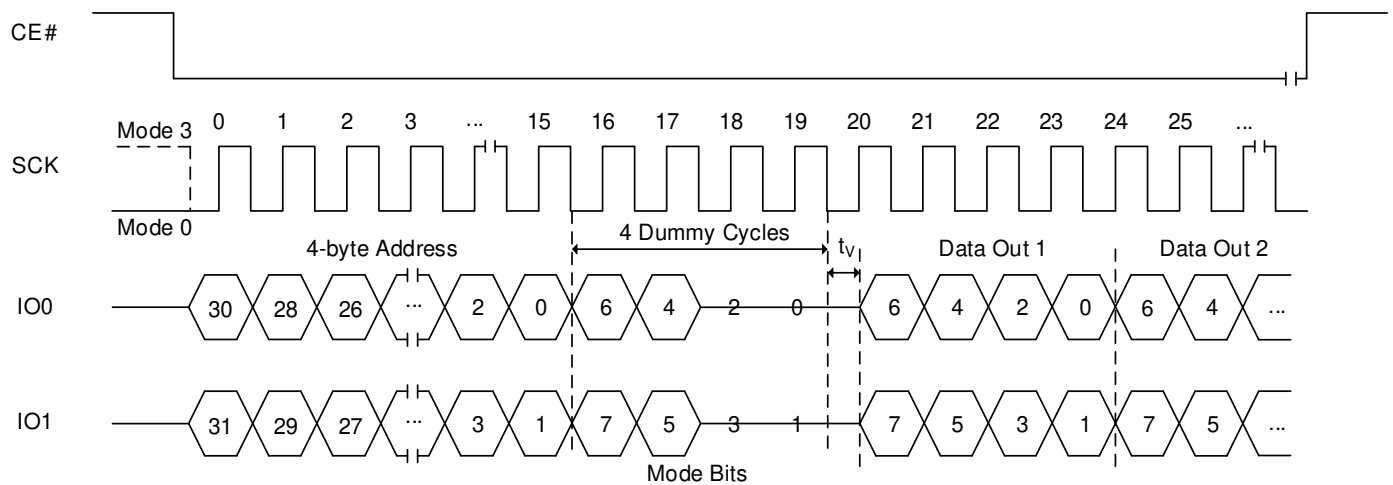 CE#
Mode 3 0 1 2 3 ... 15 16 17 18 19 20 21 22 23 24 25 ...
SCK
Mode 0
4-byte Address 4 Dummy Cycles tV Data Out 1 Data Out 2
IO0 30 28 26 ... 2 0 6 4 2 0 6 4 2 0 6 4 ...
IO1 31 29 27 ... 3 1 7 5 3 1 7 5 3 1 7 5 ...
Mode Bits